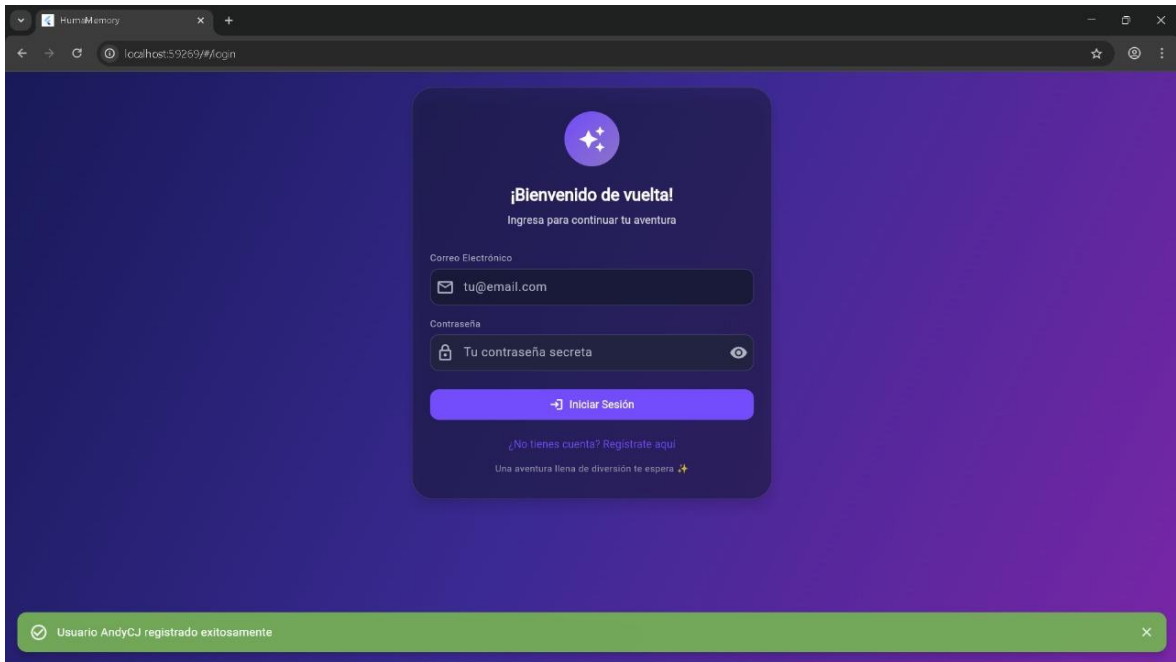 HumaMemory
localhost:59269/#/login
¡Bienvenido de vuelta!
Ingresa para continuar tu aventura
Correo Electrónico
tu@email.com
Contraseña
Tu contraseña secreta
Iniciar Sesión
¿No tienes cuenta? Regístrate aquí
Una aventura llena de diversión te espera ✨
Usuario AndyCJ registrado exitosamente